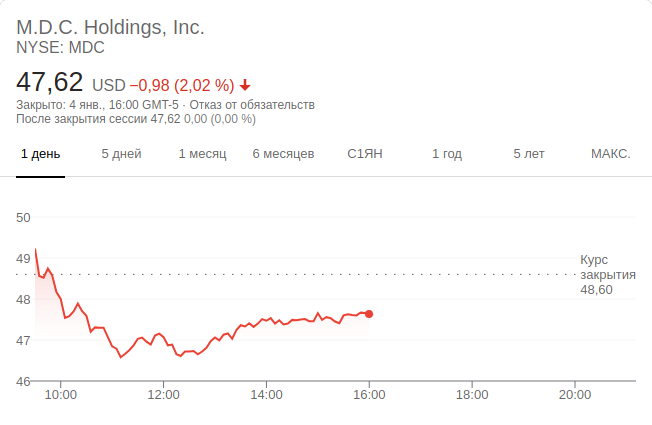 M.D.C. Holdings, Inc.
NYSE: MDC
47,62 USD −0,98 (2,02 %)
Закрыто: 4 янв., 16:00 GMT-5 · Отказ от обязательств
После закрытия сессии 47,62 0,00 (0,00 %)
1 день 5 дней 1 месяц 6 месяцев С1ЯН 1 год 5 лет МАКС.
50
49
Курс
закрытия
48,60
48
47
46
10:00 12:00 14:00 16:00 18:00 20:00